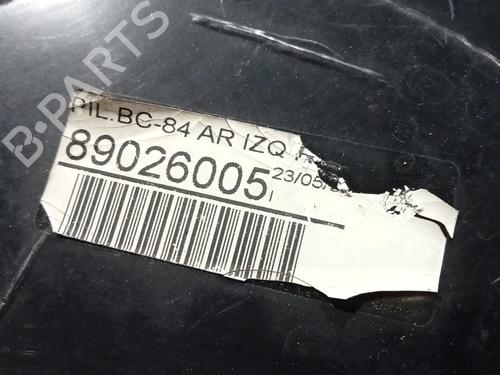 B-PARTS
PIL.BC-84 AR IZQ
89026005
23/05/
I